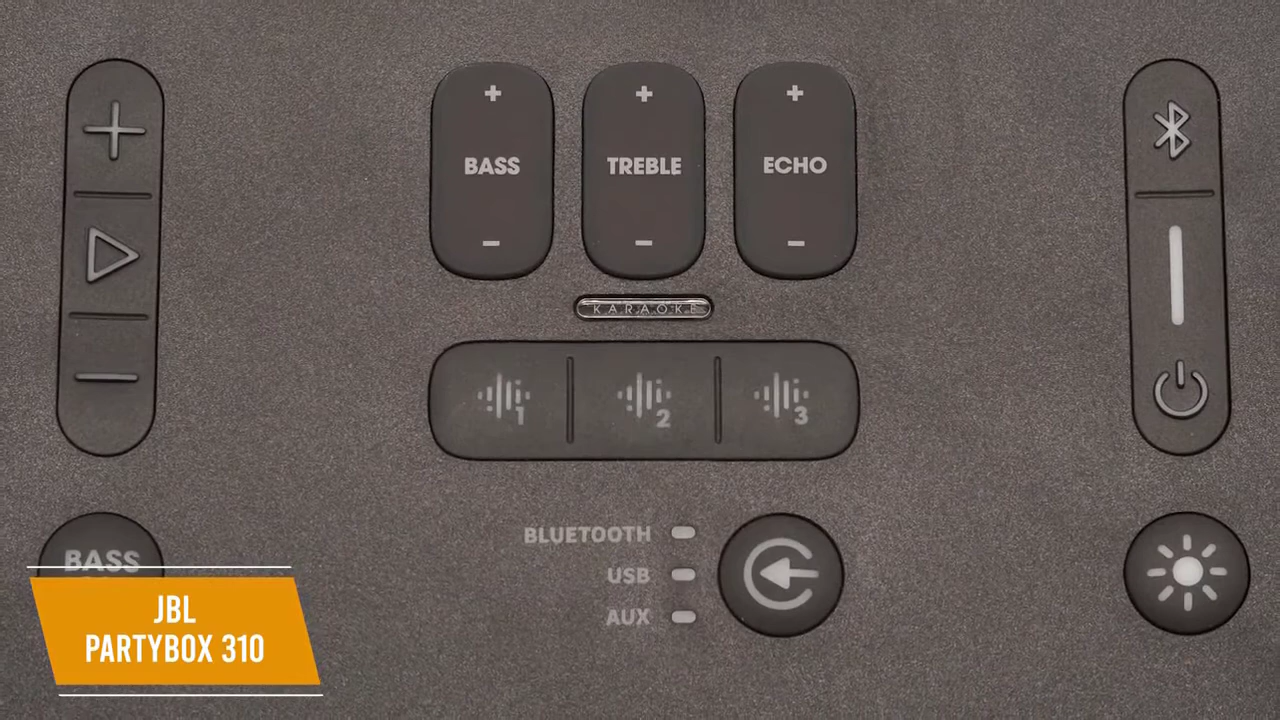 BASS
TREBLE
ECHO
KARAOKE
1
2
3
BLUETOOTH
USB
AUX
BASS
JBL
PARTYBOX 310